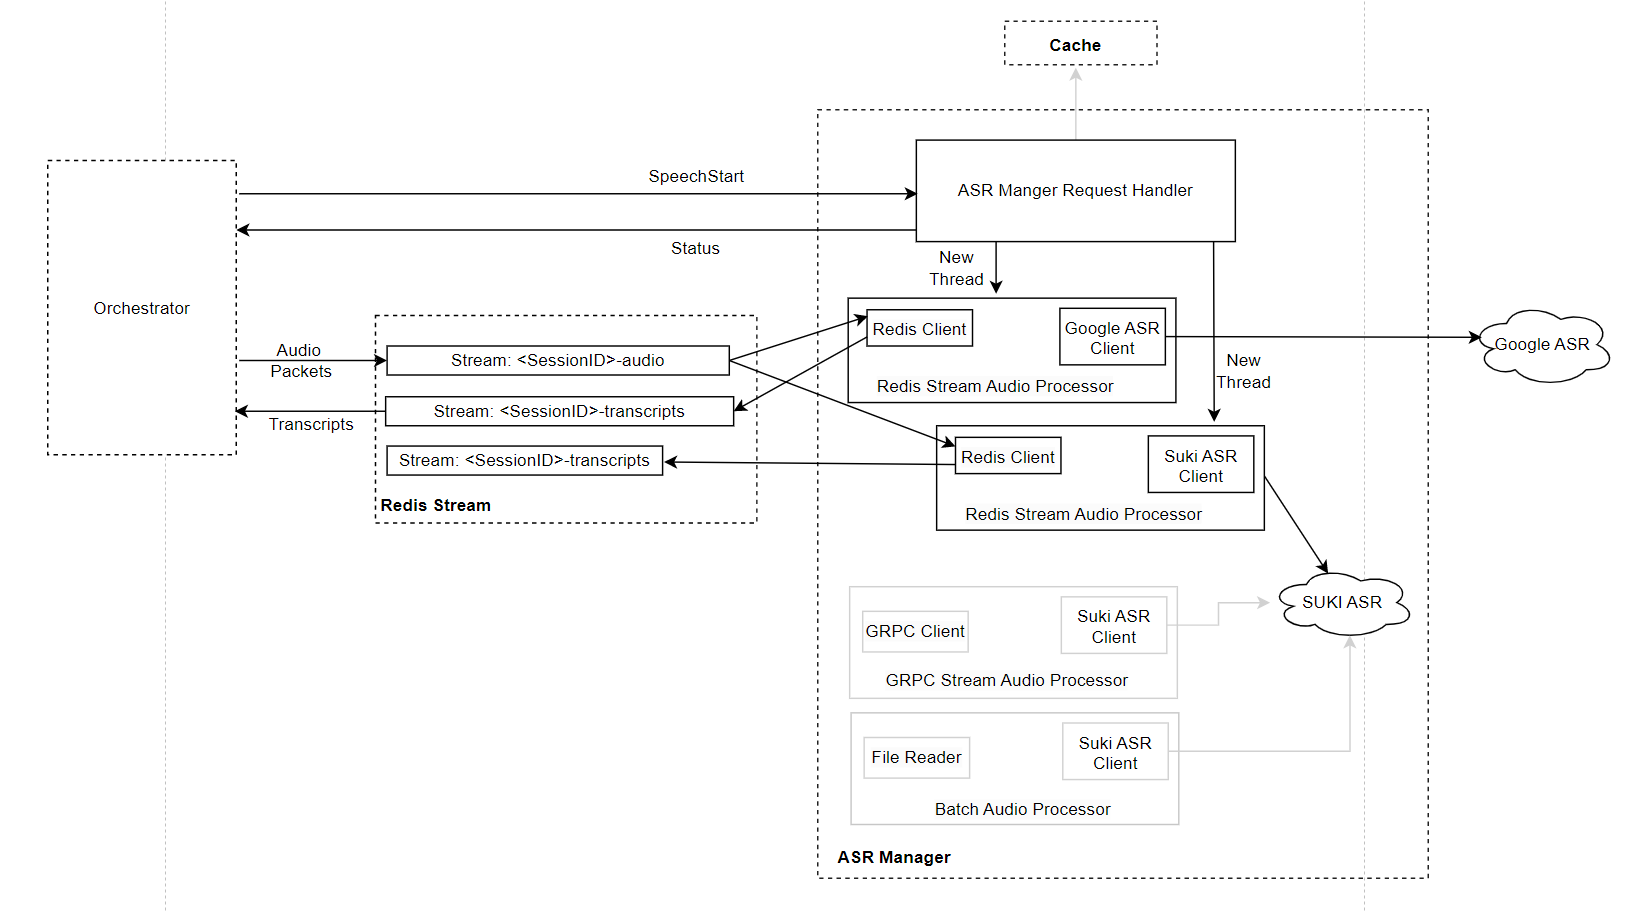 Cache
SpeechStart
ASR Manger Request Handler
Status
New
Thread
Orchestrator
Audio
Packets
Stream: <SessionID>-audio
Redis Client
Google ASR
Client
Redis Stream Audio Processor
Google ASR
New
Thread
Transcripts
Stream: <SessionID>-transcripts
Stream: <SessionID>-transcripts
Redis Stream
Redis Client
Suki ASR
Client
Redis Stream Audio Processor
SUKI ASR
GRPC Client
Suki ASR
Client
GRPC Stream Audio Processor
File Reader
Suki ASR
Client
Batch Audio Processor
ASR Manager